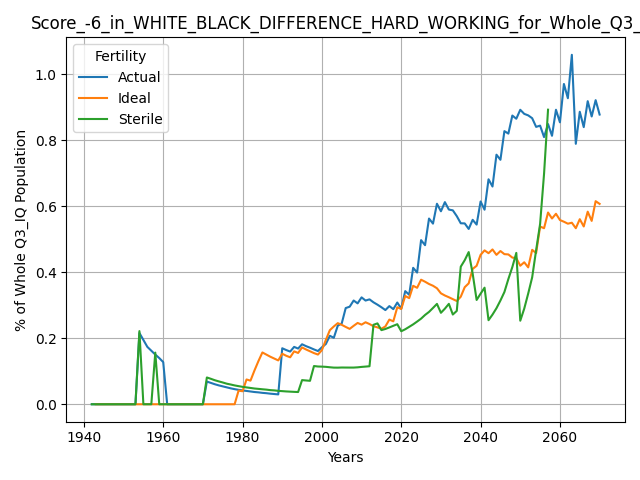 Score_-6_in_WHITE_BLACK_DIFFERENCE_HARD_WORKING_for_Whole_Q3_
Fertility
Actual
Ideal
Sterile
% of Whole Q3_IQ Population
1.0
0.8
0.6
0.4
0.2
0.0
1940 1960 1980 2000 2020 2040 2060
Years